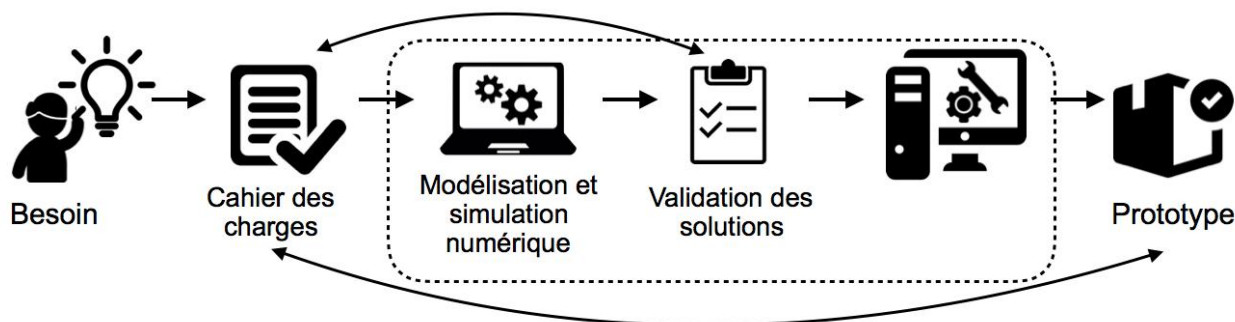 Besoin
Cahier des
charges
Modélisation et
simulation
numérique
Validation des
solutions
Prototype